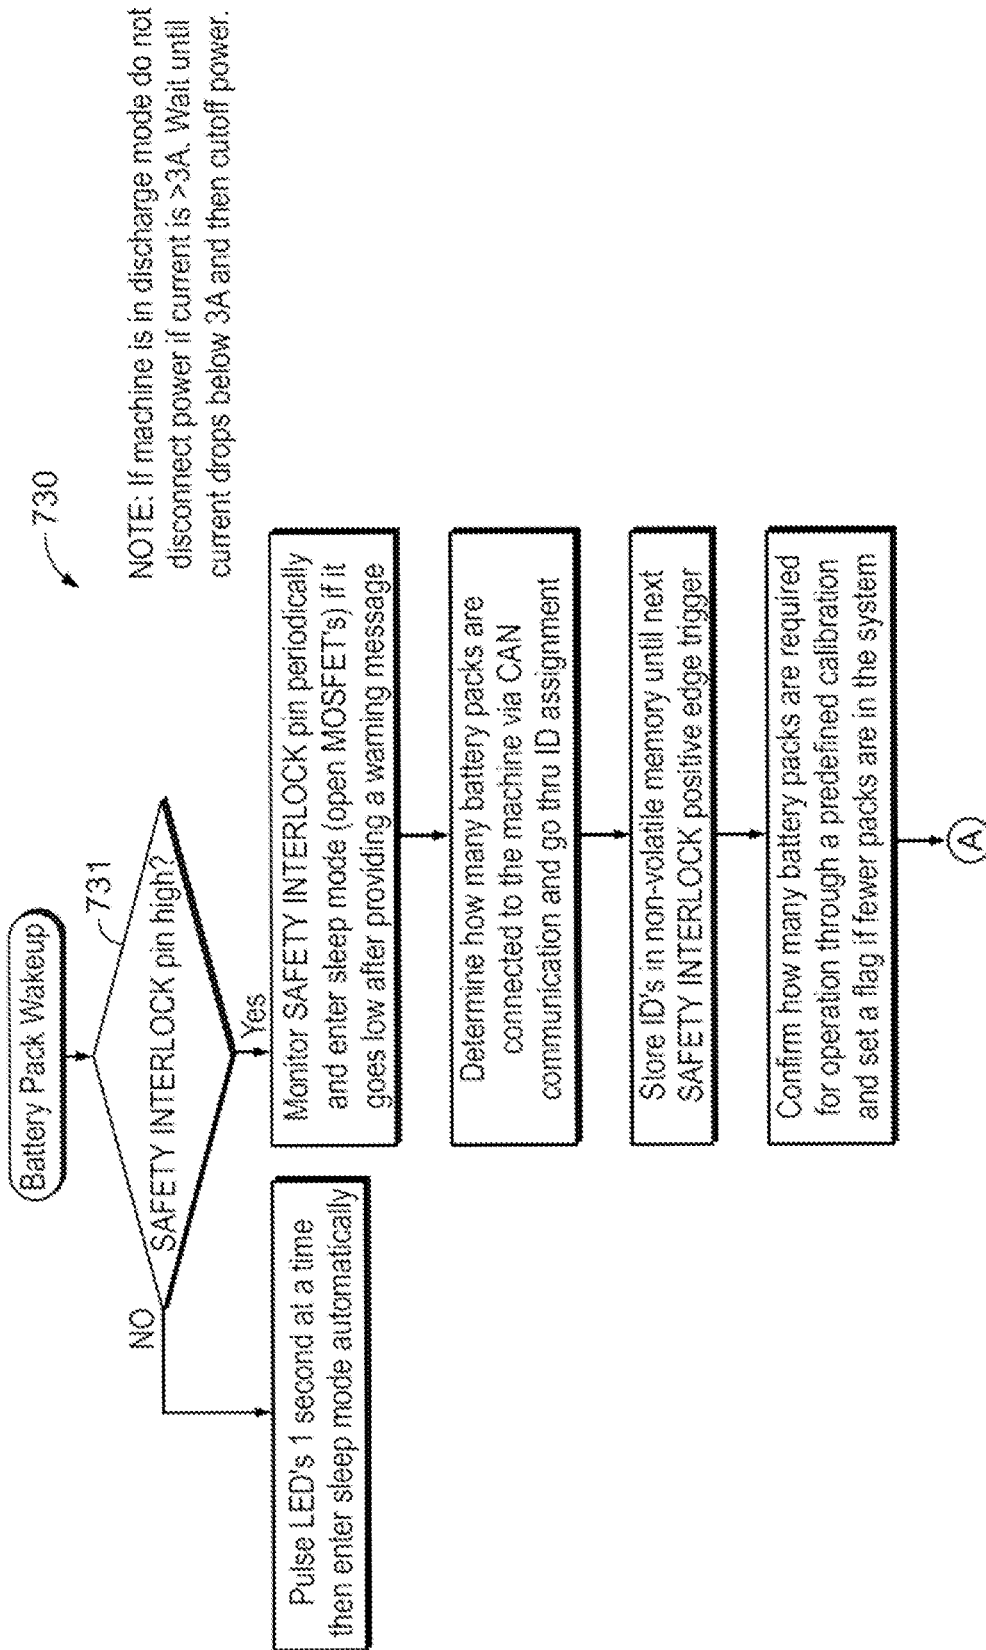 730
Battery Pack Wakeup
731
SAFETY INTERLOCK pin high?
NO
Yes
NOTE: If machine is in discharge mode do not
disconnect power if current is >3A. Wait until
current drops below 3A and then cutoff power.
Pulse LED's 1 second at a time
then enter sleep mode automatically
Monitor SAFETY INTERLOCK pin periodically
and enter sleep mode (open MOSFET's) if it
goes low after providing a warning message
Determine how many battery packs are
connected to the machine via CAN
communication and go thru ID assignment
Store ID's in non-volatile memory until next
SAFETY INTERLOCK positive edge trigger
Confirm how many battery packs are required
for operation through a predefined calibration
and set a flag if fewer packs are in the system
A